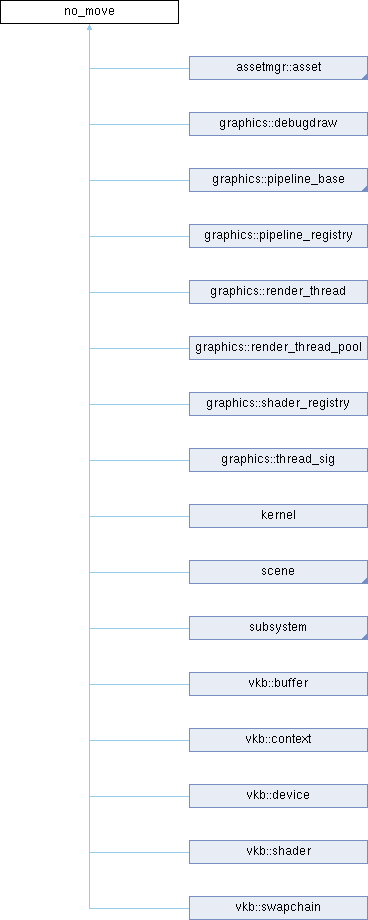 no_move
assetmgr::asset
graphics::debugdraw
graphics::pipeline_base
graphics::pipeline_registry
graphics::render_thread
graphics::render_thread_pool
graphics::shader_registry
graphics::thread_sig
kernel
scene
subsystem
vkb::buffer
vkb::context
vkb::device
vkb::shader
vkb::swapchain